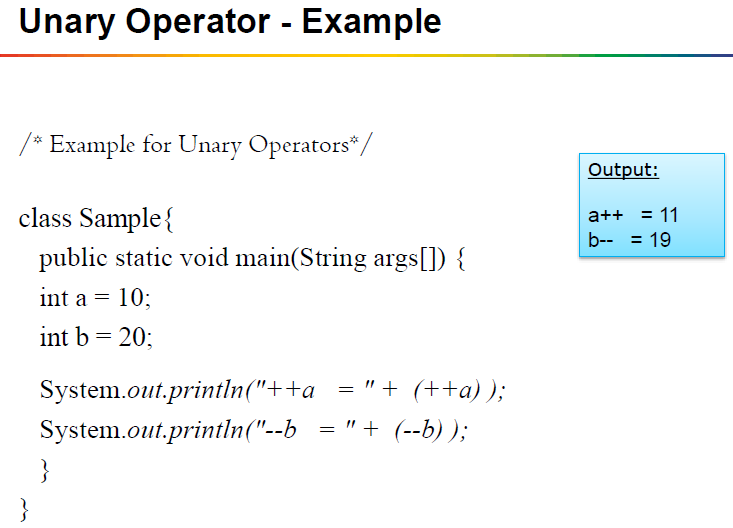 Unary Operator - Example
/* Example for Unary Operators*/
class Sample{
public static void main(String args[]) {
int a = 10;
int b = 20;
System.out.println("++a   = " +  (++a) );
System.out.println("--b   = " +  (--b) );
}
}
Output:
a++   = 11
b--   = 19